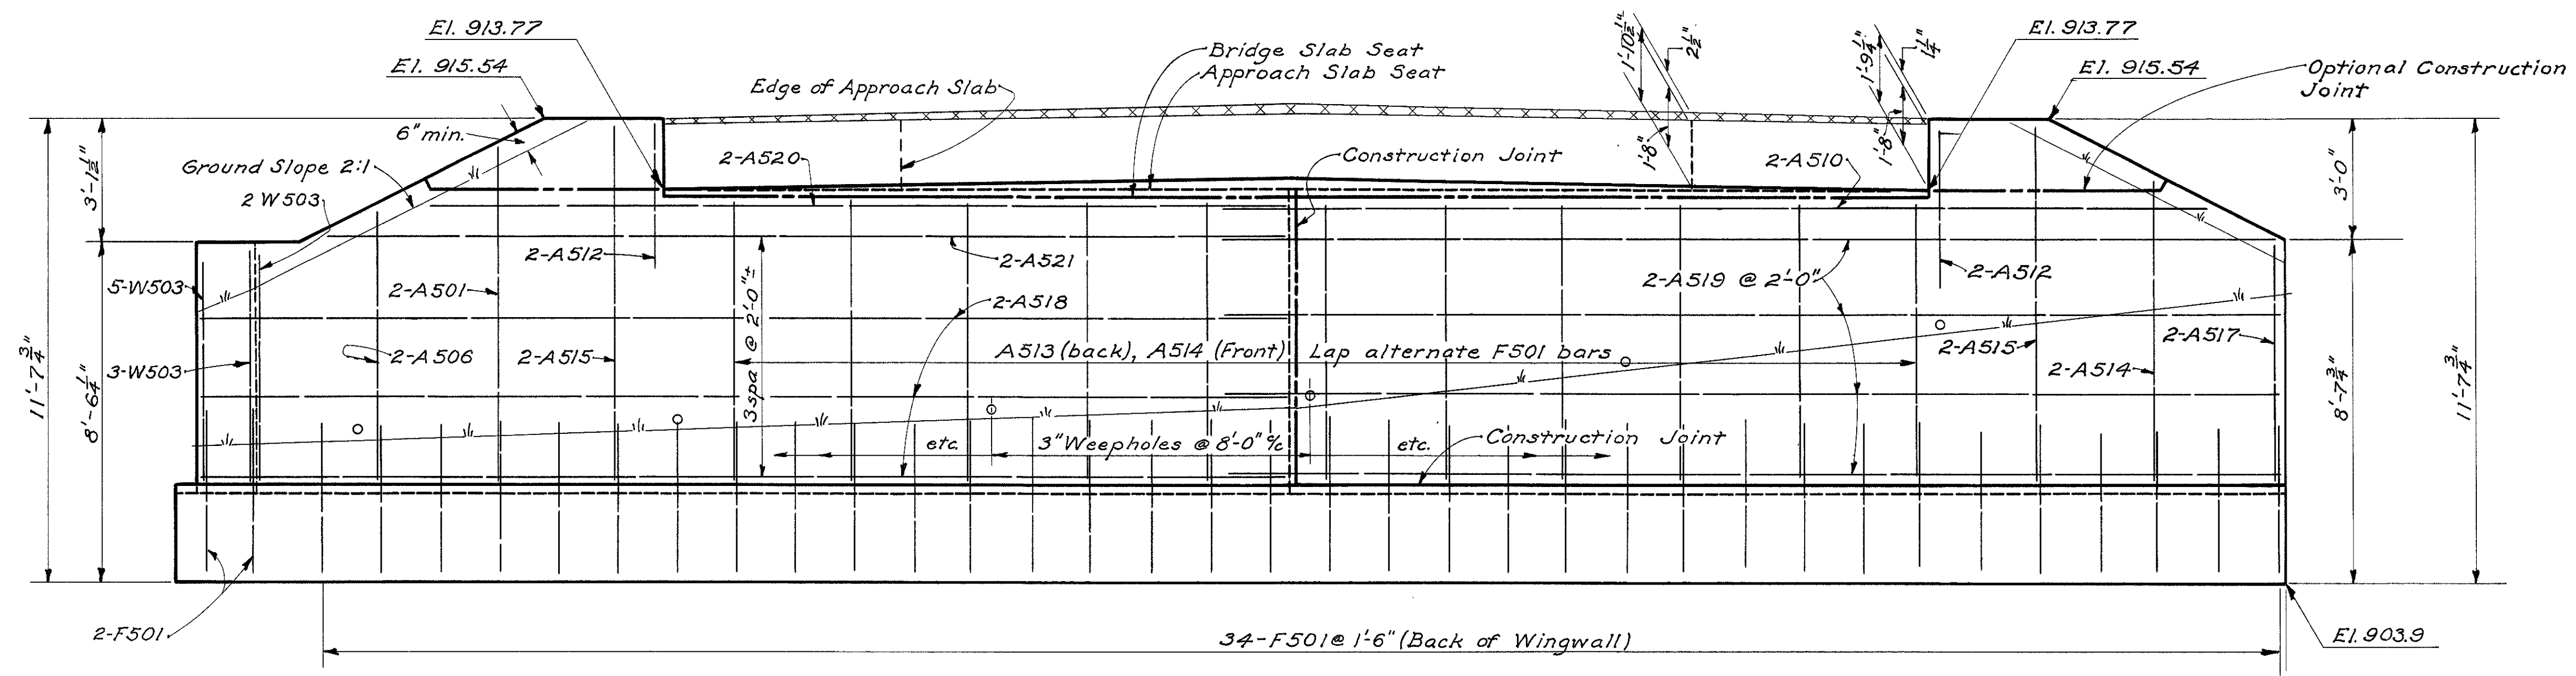 El. 913.77
El. 915.54
6" min.
Ground Slope 2:1
2 W503
Edge of Approach Slab
Bridge Slab Seat
Approach Slab Seat
1'-10½"
2½"
1'-8"
1'-9¼"
1¼"
1'-8"
El. 913.77
El. 915.54
Optional Construction
Joint
2-A520
Construction Joint
2-A510
3'-1½"
11'-7¾"
8'-6¼"
5-W503
3-W503
2-A512
2-A501
2-A506
2-A515
2-A521
2-A518
3 spa @ 2'-0"±
A513 (back), A514 (Front)
Lap alternate F501 bars
2-A519 @ 2'-0"
2-A512
2-A515
2-A517
2-A514
3'-0"
8'-7¾"
11'-7¾"
etc.
3" Weepholes @ 8'-0" c/c
etc.
Construction Joint
2-F501
34-F501 @ 1'-6" (Back of Wingwall)
El. 903.9